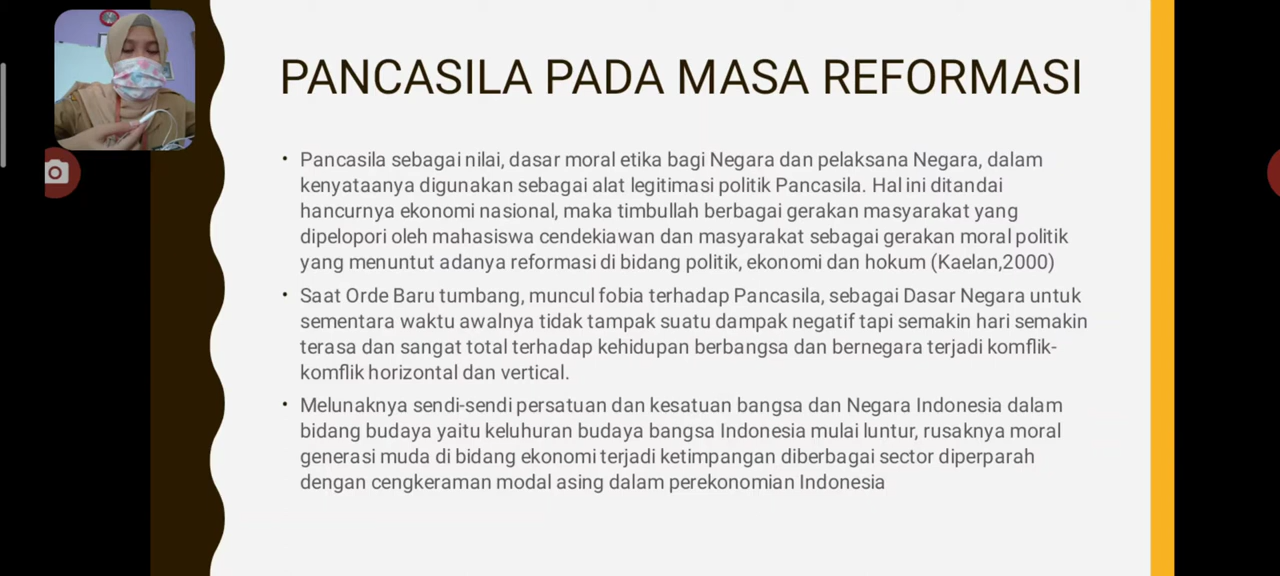 PANCASILA PADA MASA REFORMASI
• Pancasila sebagai nilai, dasar moral etika bagi Negara dan pelaksana Negara, dalam
kenyataanya digunakan sebagai alat legitimasi politik Pancasila. Hal ini ditandai
hancurnya ekonomi nasional, maka timbullah berbagai gerakan masyarakat yang
dipelopori oleh mahasiswa cendekiawan dan masyarakat sebagai gerakan moral politik
yang menuntut adanya reformasi di bidang politik, ekonomi dan hokum (Kaelan,2000)
• Saat Orde Baru tumbang, muncul fobia terhadap Pancasila, sebagai Dasar Negara untuk
sementara waktu awalnya tidak tampak suatu dampak negatif tapi semakin hari semakin
terasa dan sangat total terhadap kehidupan berbangsa dan bernegara terjadi komflik-
komflik horizontal dan vertical.
• Melunaknya sendi-sendi persatuan dan kesatuan bangsa dan Negara Indonesia dalam
bidang budaya yaitu keluhuran budaya bangsa Indonesia mulai luntur, rusaknya moral
generasi muda di bidang ekonomi terjadi ketimpangan diberbagai sector diperparah
dengan cengkeraman modal asing dalam perekonomian Indonesia